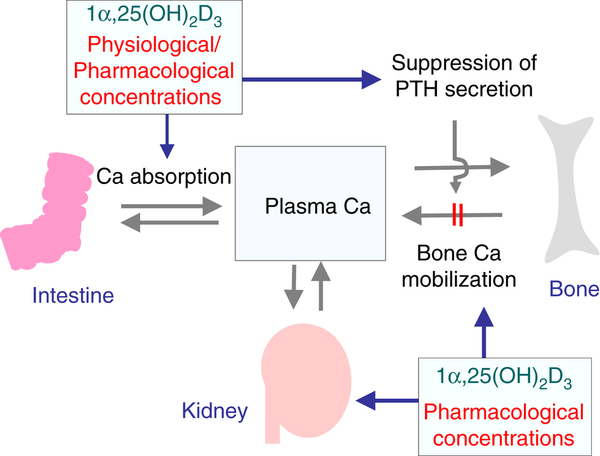 1α,25(OH)₂D₃
Physiological/
Pharmacological
concentrations
Suppression of
PTH secretion
Ca absorption
Plasma Ca
Bone Ca
mobilization
Intestine
Bone
Kidney
1α,25(OH)₂D₃
Pharmacological
concentrations